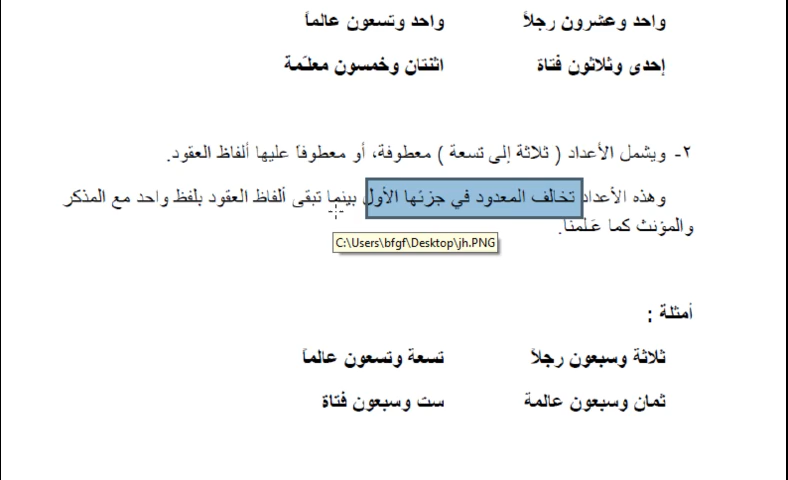 واحد وعشرون رجلاً واحد وتسعون عالماً
إحدى وثلاثون فتاة اثنتان وخمسون معلـّمة
٢- ويشمل الأعداد ( ثلاثة إلى تسعة ) معطوفة، أو معطوفاً عليها ألفاظ العقود.
وهذه الأعداد تخالف المعدود في جزئها الأول بينما تبقى ألفاظ العقود بلفظ واحد مع المذكر
والمؤنث كما عَلمنا.
C:\Users\bfgf\Desktop\jh.PNG
أمثلة :
ثلاثة وسبعون رجلاً تسعة وتسعون عالماً
ثمان وسبعون عالمة ست وسبعون فتاة